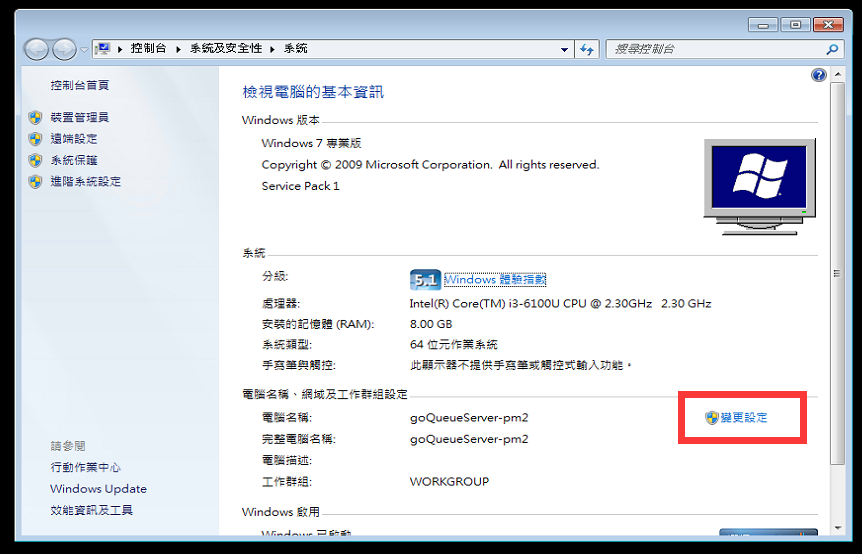 控制台 ▸ 系統及安全性 ▸ 系統
搜尋控制台
控制台首頁
裝置管理員
遠端設定
系統保護
進階系統設定
請參閱
行動作業中心
Windows Update
效能資訊及工具
檢視電腦的基本資訊
Windows 版本
Windows 7 專業版
Copyright © 2009 Microsoft Corporation. All rights reserved.
Service Pack 1
系統
分級: 5.1 Windows 體驗指數
處理器: Intel(R) Core(TM) i3-6100U CPU @ 2.30GHz 2.30 GHz
安裝的記憶體 (RAM): 8.00 GB
系統類型: 64 位元作業系統
手寫筆與觸控: 此顯示器不提供手寫筆或觸控式輸入功能。
電腦名稱、網域及工作群組設定
電腦名稱: goQueueServer-pm2 變更設定
完整電腦名稱: goQueueServer-pm2
電腦描述:
工作群組: WORKGROUP
Windows 啟用
Windows 已啟動